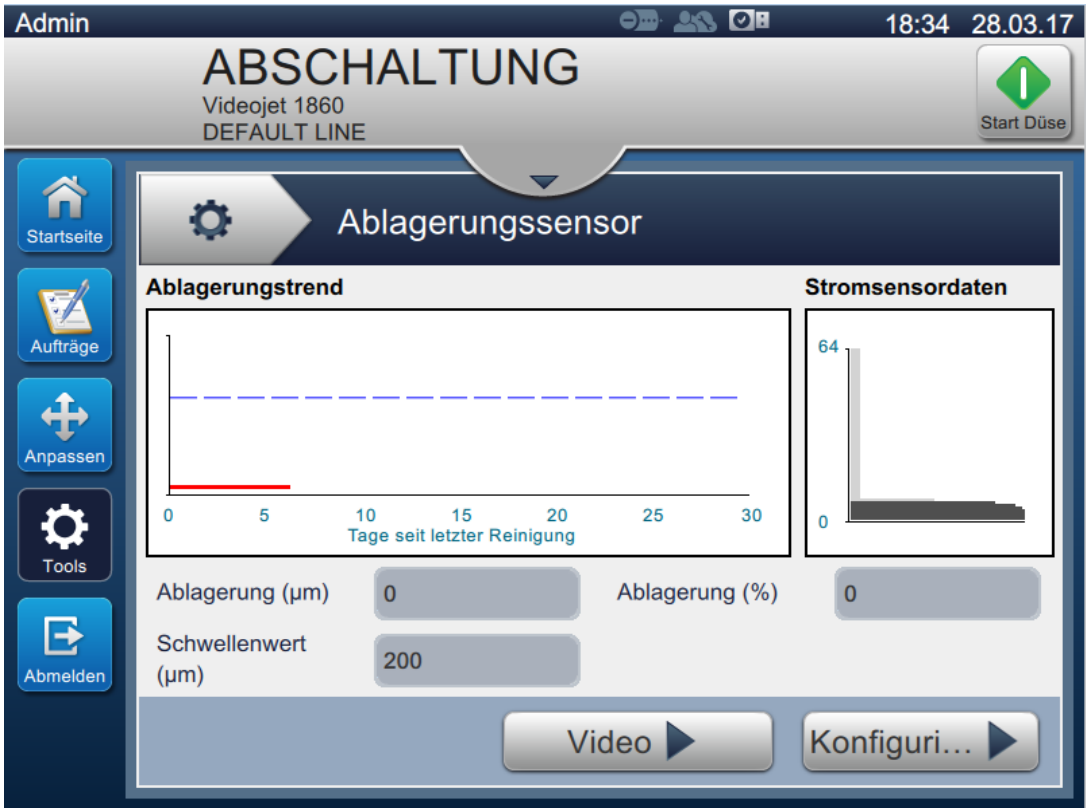 Admin
18:34 28.03.17
ABSCHALTUNG
Videojet 1860
DEFAULT LINE
Start Düse
Startseite
Aufträge
Anpassen
Tools
Abmelden
Ablagerungssensor
Ablagerungstrend
0 5 10 15 20 25 30
Tage seit letzter Reinigung
Stromsensordaten
64
0
Ablagerung (µm) 0
Ablagerung (%) 0
Schwellenwert
(µm)
200
Video
Konfiguri...